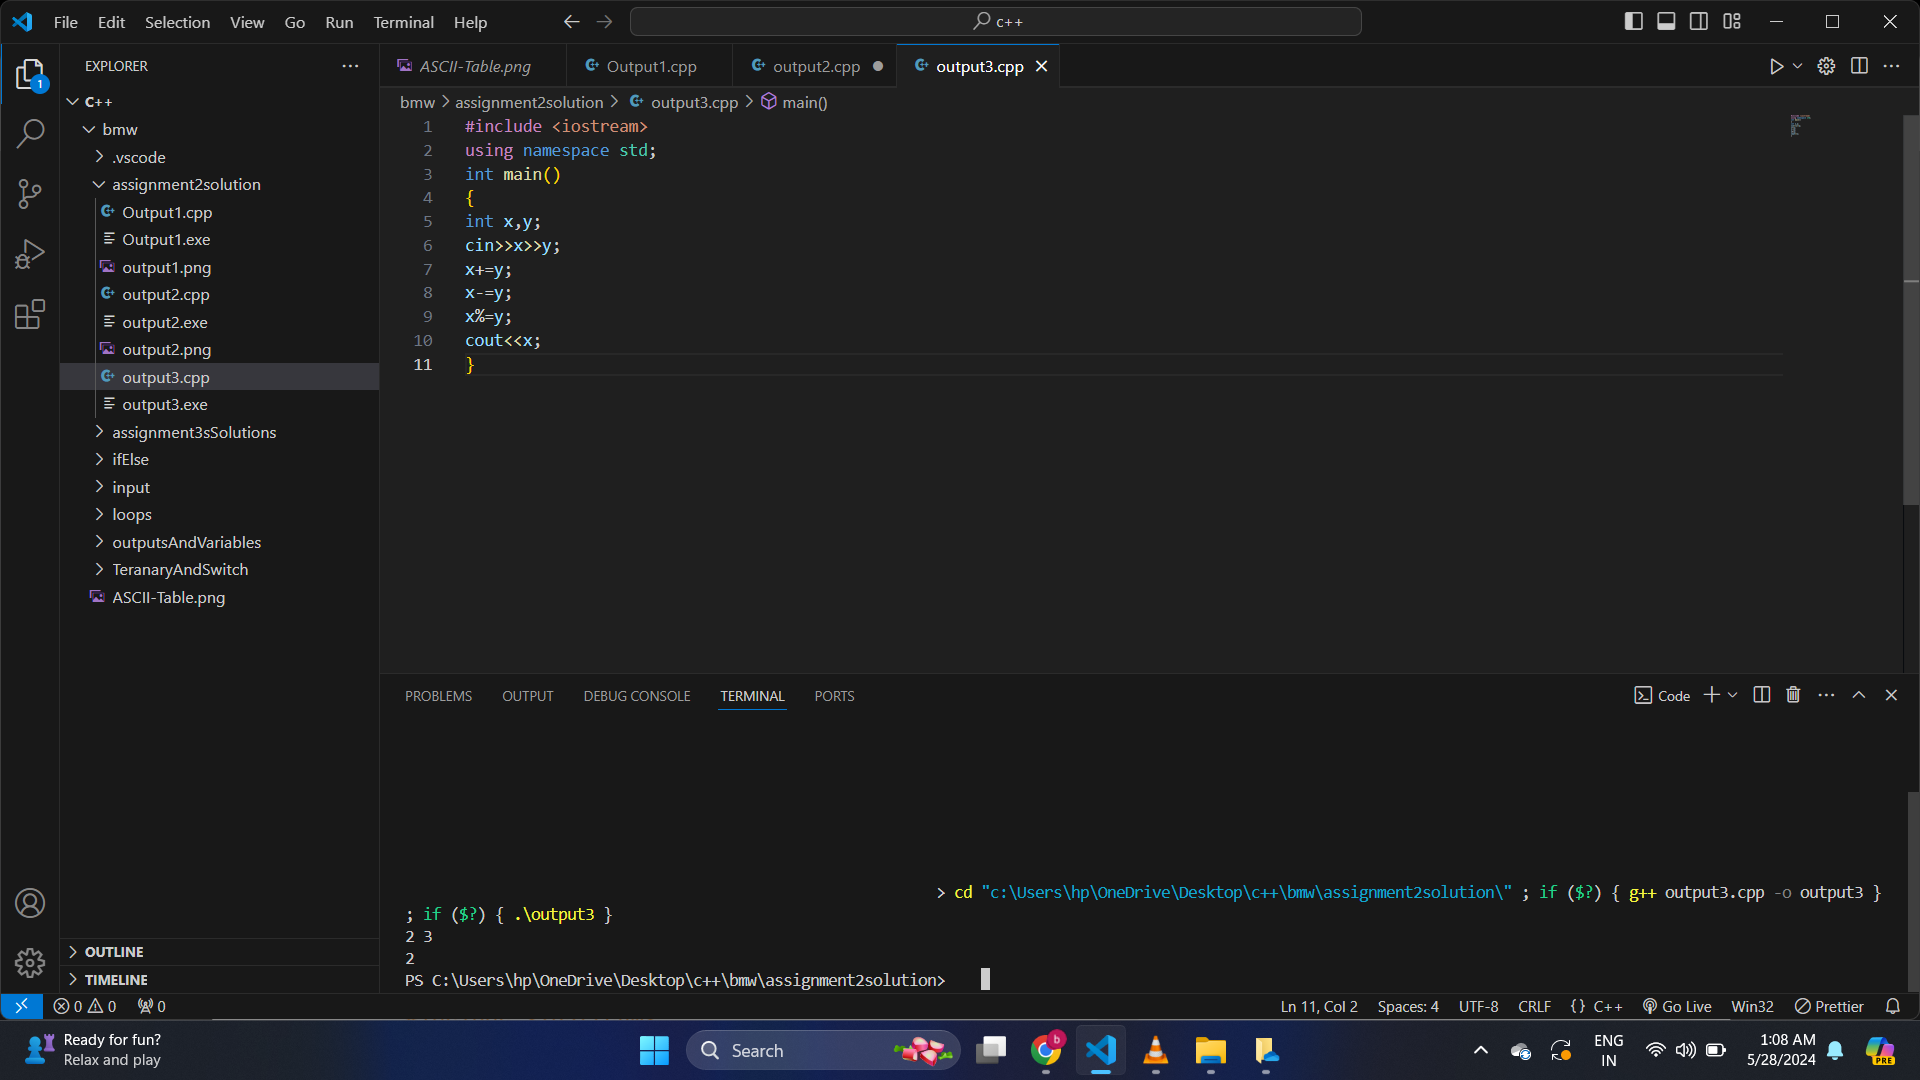 File Edit Selection View Go Run Terminal Help
c++
EXPLORER
1
C++
bmw
.vscode
assignment2solution
Output1.cpp
Output1.exe
output1.png
output2.cpp
output2.exe
output2.png
output3.cpp
output3.exe
assignment3sSolutions
ifElse
input
loops
outputsAndVariables
TeranaryAndSwitch
ASCII-Table.png
OUTLINE
TIMELINE
ASCII-Table.png Output1.cpp output2.cpp output3.cpp
bmw > assignment2solution > output3.cpp > main()
1 #include <iostream>
2 using namespace std;
3 int main()
4 {
5 int x,y;
6 cin>>x>>y;
7 x+=y;
8 x-=y;
9 x%=y;
10 cout<<x;
11 }
PROBLEMS OUTPUT DEBUG CONSOLE TERMINAL PORTS
Code
> cd "c:\Users\hp\OneDrive\Desktop\c++\bmw\assignment2solution\" ; if ($?) { g++ output3.cpp -o output3 }
; if ($?) { .\output3 }
2 3
2
PS C:\Users\hp\OneDrive\Desktop\c++\bmw\assignment2solution>
0 0 0 Ln 11, Col 2 Spaces: 4 UTF-8 CRLF {} C++ Go Live Win32 Prettier
Ready for fun?
Relax and play
Search
b
ENG
IN
1:08 AM
5/28/2024
PRE